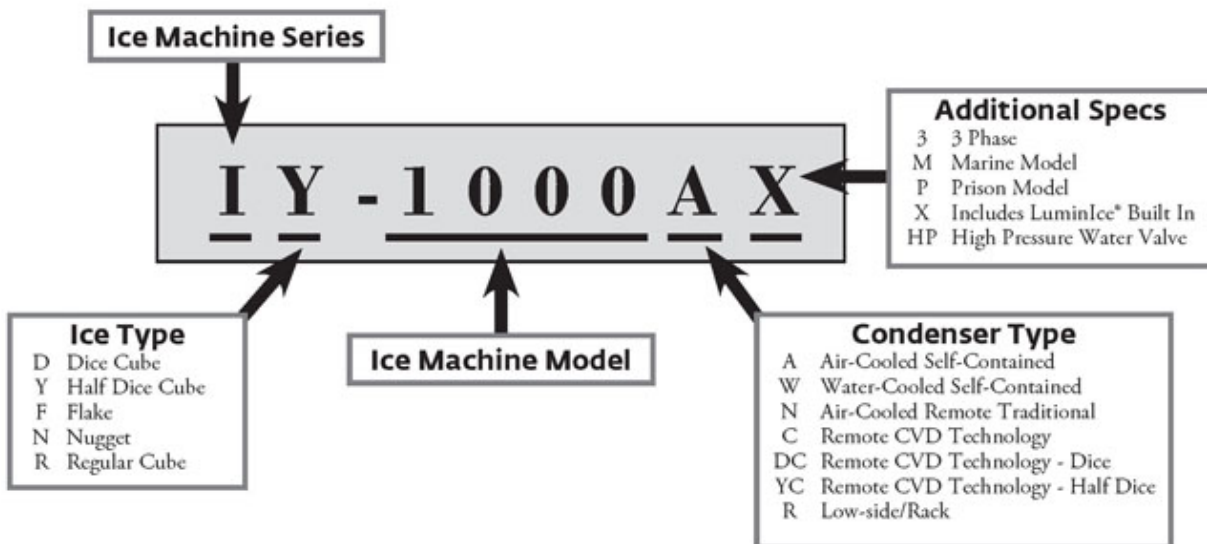 Ice Machine Series
I Y - 1 0 0 0 A X
Additional Specs
3 3 Phase
M Marine Model
P Prison Model
X Includes LuminIce® Built In
HP High Pressure Water Valve
Ice Type
D Dice Cube
Y Half Dice Cube
F Flake
N Nugget
R Regular Cube
Ice Machine Model
Condenser Type
A Air-Cooled Self-Contained
W Water-Cooled Self-Contained
N Air-Cooled Remote Traditional
C Remote CVD Technology
DC Remote CVD Technology - Dice
YC Remote CVD Technology - Half Dice
R Low-side/Rack